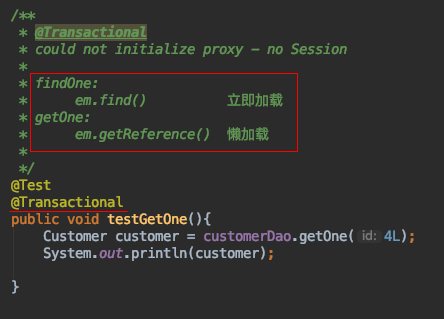 /**
* @Transactional
* could not initialize proxy - no Session
*
* findOne:
* em.find() 立即加载
* getOne:
* em.getReference() 懒加载
*
*/
@Test
@Transactional
public void testGetOne(){
Customer customer = customerDao.getOne( id: 4L);
System.out.println(customer);
}